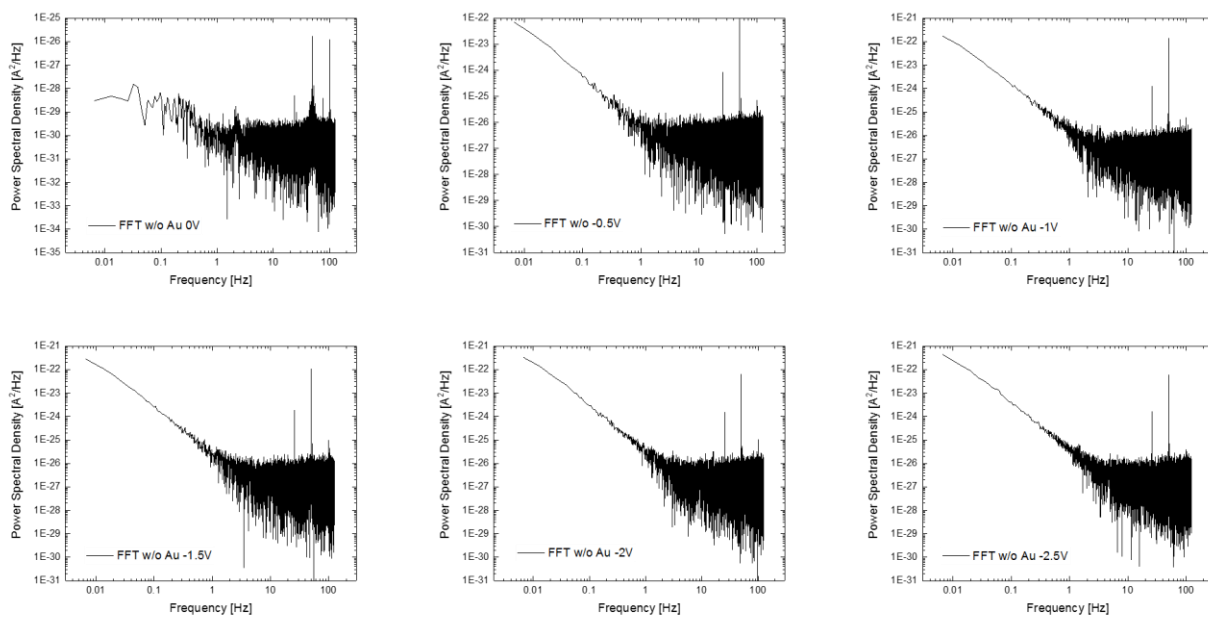 1E-25
1E-26
1E-27
1E-28
1E-29
1E-30
1E-31
1E-32
1E-33
1E-34
1E-35
Power Spectral Density [A²/Hz]
FFT w/o Au 0V
0.01 0.1 1 10 100
Frequency [Hz]
1E-22
1E-23
1E-24
1E-25
1E-26
1E-27
1E-28
1E-29
1E-30
1E-31
Power Spectral Density [A²/Hz]
FFT w/o -0.5V
0.01 0.1 1 10 100
Frequency [Hz]
1E-21
1E-22
1E-23
1E-24
1E-25
1E-26
1E-27
1E-28
1E-29
1E-30
1E-31
Power Spectral Density [A²/Hz]
FFT w/o Au -1V
0.01 0.1 1 10 100
Frequency [Hz]
1E-21
1E-22
1E-23
1E-24
1E-25
1E-26
1E-27
1E-28
1E-29
1E-30
1E-31
Power Spectral Density [A²/Hz]
FFT w/o Au -1.5V
0.01 0.1 1 10 100
Frequency [Hz]
1E-21
1E-22
1E-23
1E-24
1E-25
1E-26
1E-27
1E-28
1E-29
1E-30
1E-31
Power Spectral Density [A²/Hz]
FFT w/o Au -2V
0.01 0.1 1 10 100
Frequency [Hz]
1E-21
1E-22
1E-23
1E-24
1E-25
1E-26
1E-27
1E-28
1E-29
1E-30
1E-31
Power Spectral Density [A²/Hz]
FFT w/o Au -2.5V
0.01 0.1 1 10 100
Frequency [Hz]